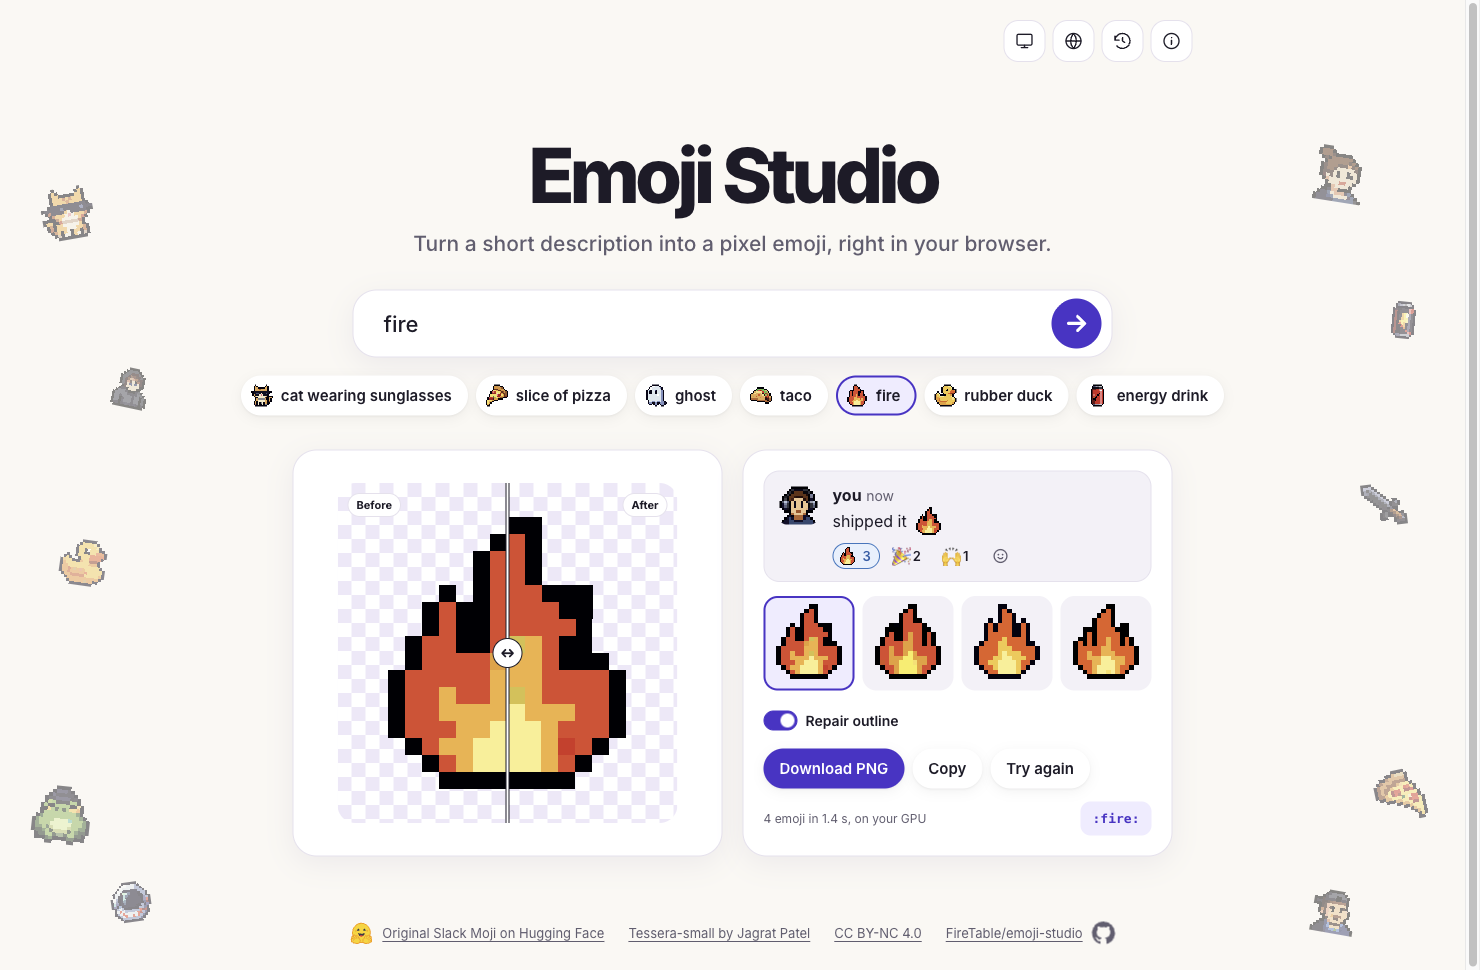 Emoji Studio
Turn a short description into a pixel emoji, right in your browser.
fire
cat wearing sunglasses
slice of pizza
ghost
taco
fire
rubber duck
energy drink
Before
After
you now
shipped it
3
2
1
Repair outline
Download PNG
Copy
Try again
4 emoji in 1.4 s, on your GPU
:fire:
Original Slack Moji on Hugging Face
Tessera-small by Jagrat Patel
CC BY-NC 4.0
FireTable/emoji-studio